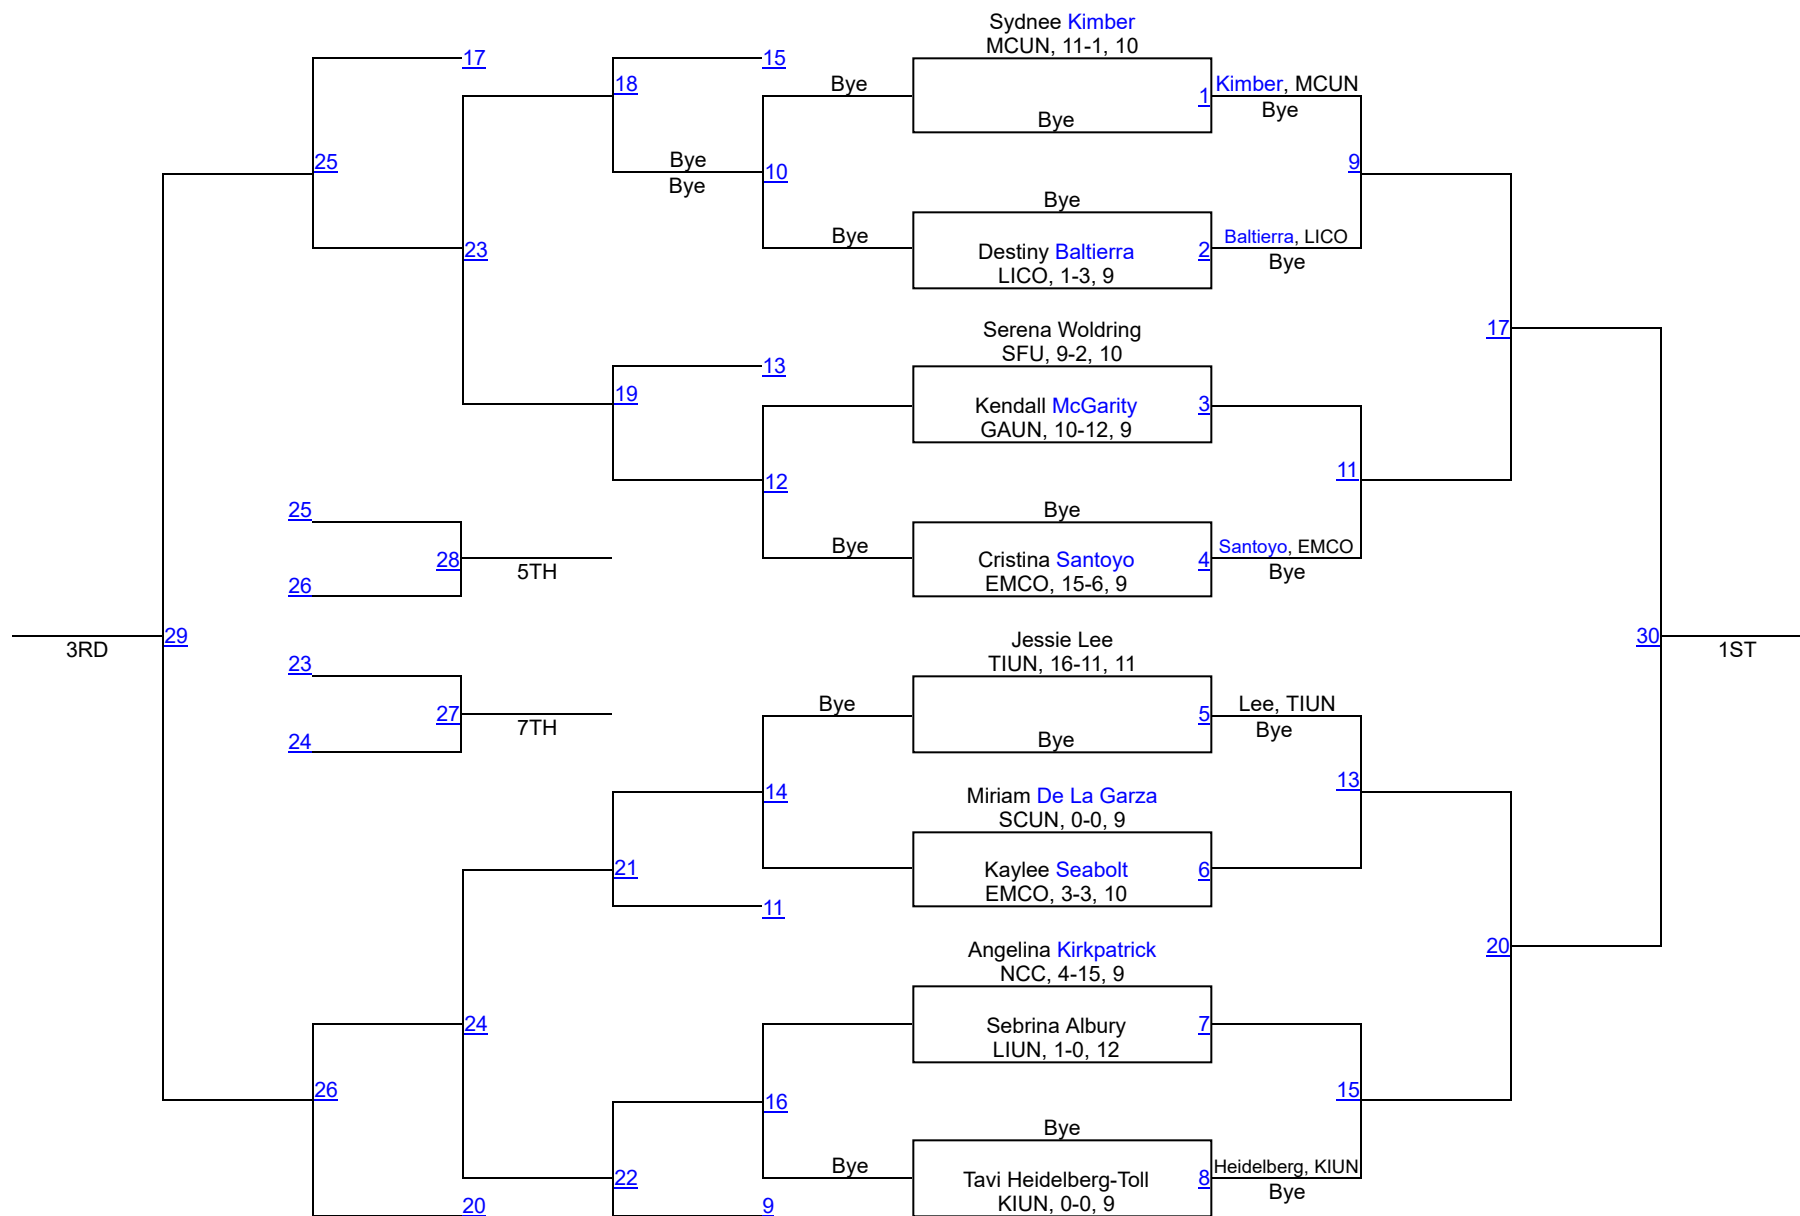 Sydnee Kimber
MCUN, 11-1, 10
17
15
18
Bye
1
Kimber, MCUN
Bye
Bye
25
Bye
Bye
10
9
Bye
23
Bye
Destiny Baltierra
LICO, 1-3, 9
2
Baltierra, LICO
Bye
Serena Woldring
SFU, 9-2, 10
17
13
19
Kendall McGarity
GAUN, 10-12, 9
3
12
11
25
Bye
28
5TH
26
Bye
Cristina Santoyo
EMCO, 15-6, 9
4
Santoyo, EMCO
Bye
3RD
29
Jessie Lee
TIUN, 16-11, 11
30
1ST
23
27
7TH
24
Bye
5
Lee, TIUN
Bye
Bye
14
13
Miriam De La Garza
SCUN, 0-0, 9
21
Kaylee Seabolt
EMCO, 3-3, 10
6
11
Angelina Kirkpatrick
NCC, 4-15, 9
20
24
Sebrina Albury
LIUN, 1-0, 12
7
26
16
15
Bye
Bye
22
Tavi Heidelberg-Toll
KIUN, 0-0, 9
8
Heidelberg, KIUN
Bye
20
9